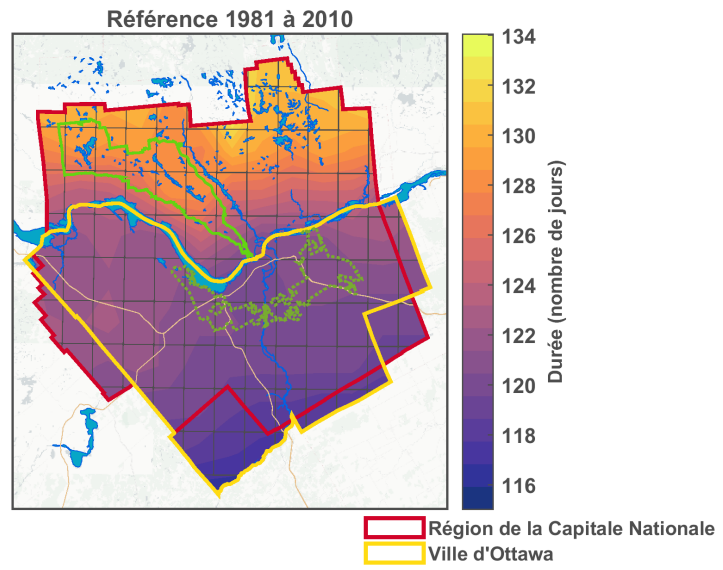 Référence 1981 à 2010
134
132
130
128
126
124
122
120
118
116
Durée (nombre de jours)
Région de la Capitale Nationale
Ville d'Ottawa